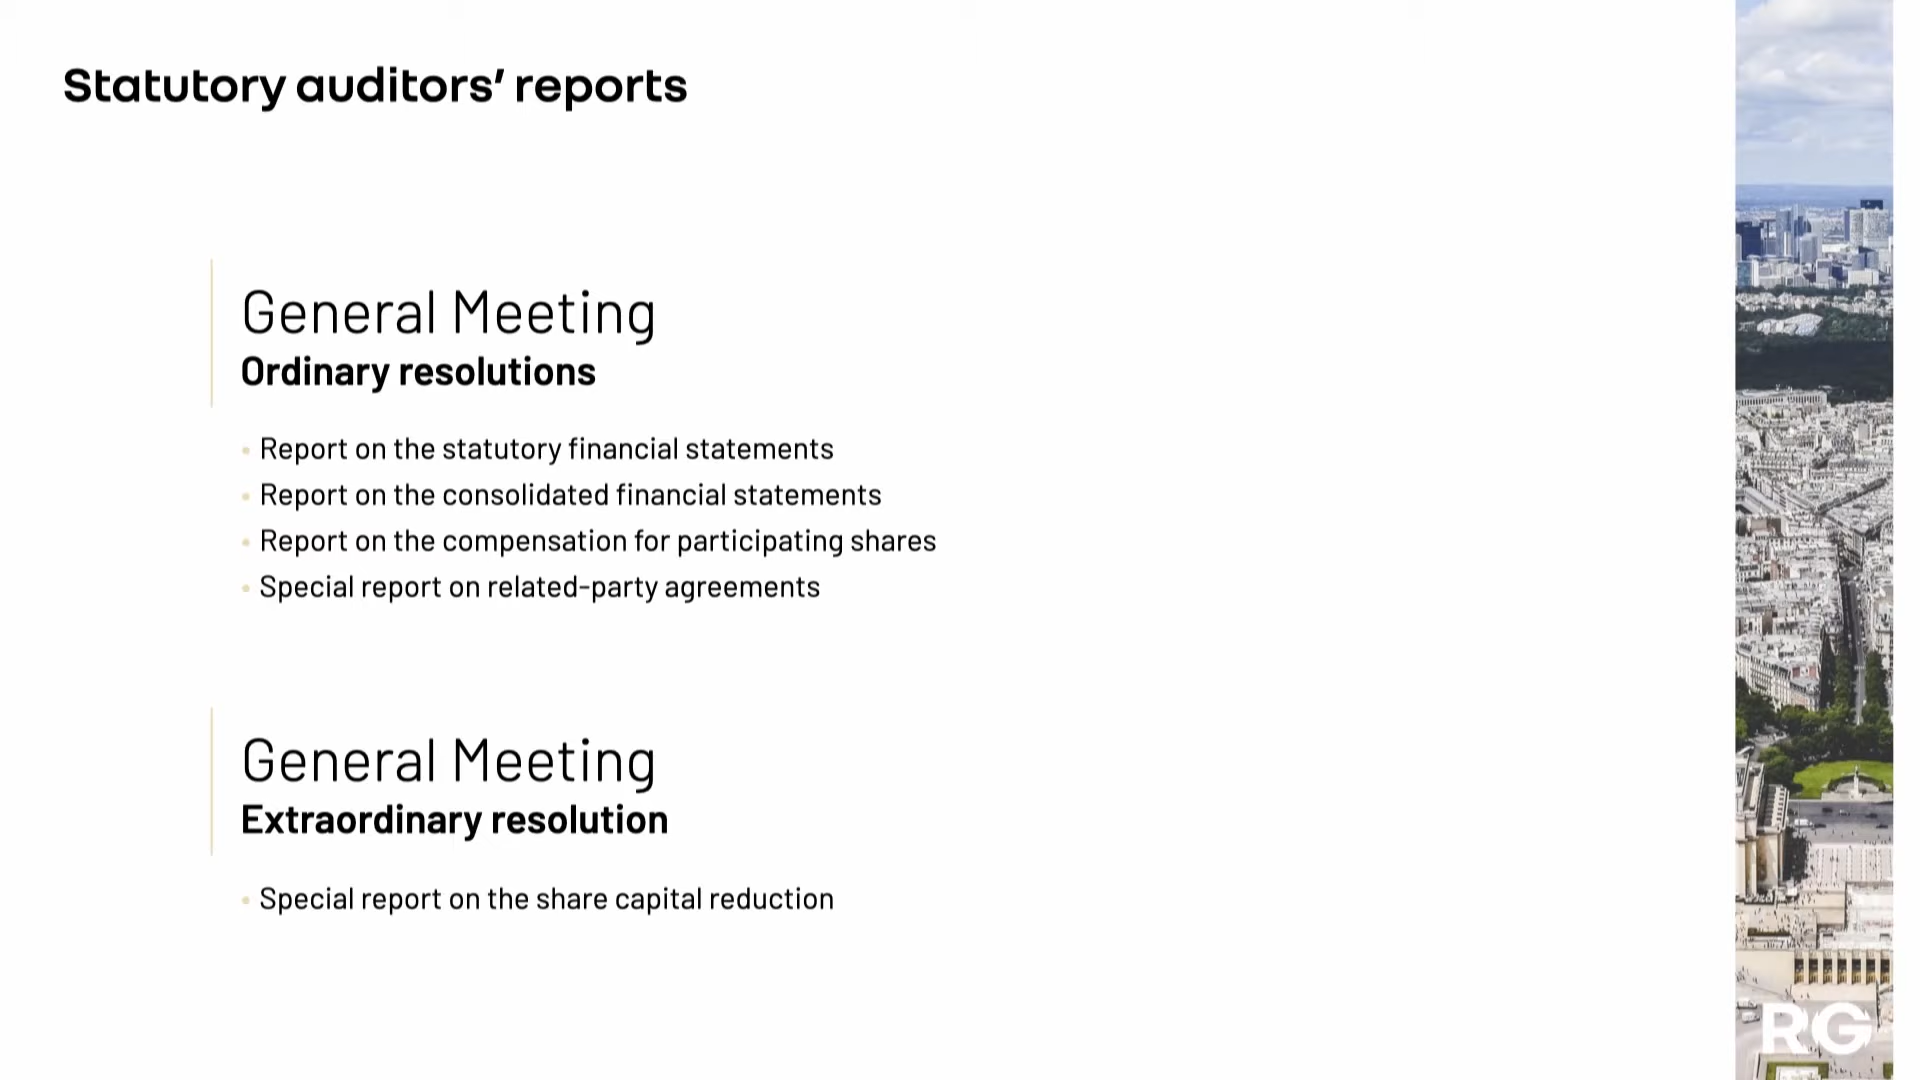 Statutory auditors’ reports
General Meeting
Ordinary resolutions
• Report on the statutory financial statements
• Report on the consolidated financial statements
• Report on the compensation for participating shares
• Special report on related-party agreements
General Meeting
Extraordinary resolution
• Special report on the share capital reduction
RG